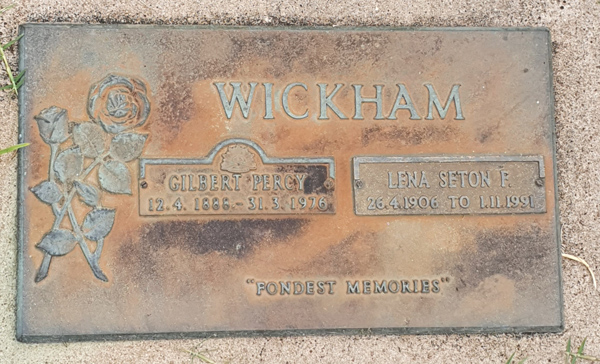 WICKHAM
GILBERT PERCY
12.4.1888.-31.3.1976
LENA SETON F.
26.4.1906 TO 1.11.1991
"FONDEST MEMORIES"